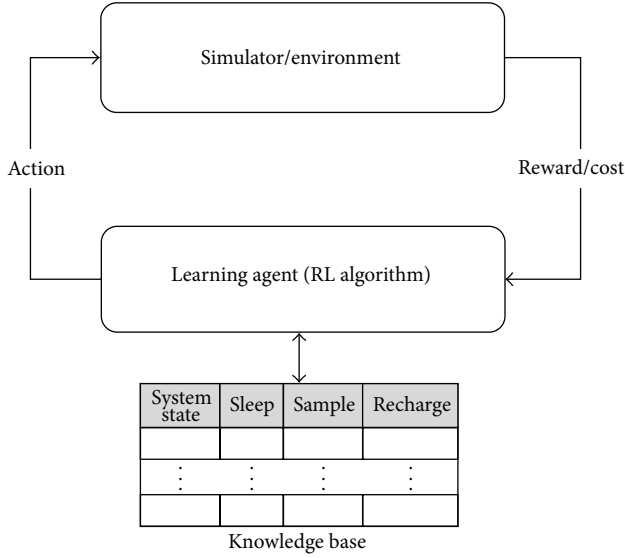 Simulator/environment
Action
Reward/cost
Learning agent (RL algorithm)
System
state
Sleep
Sample
Recharge
Knowledge base